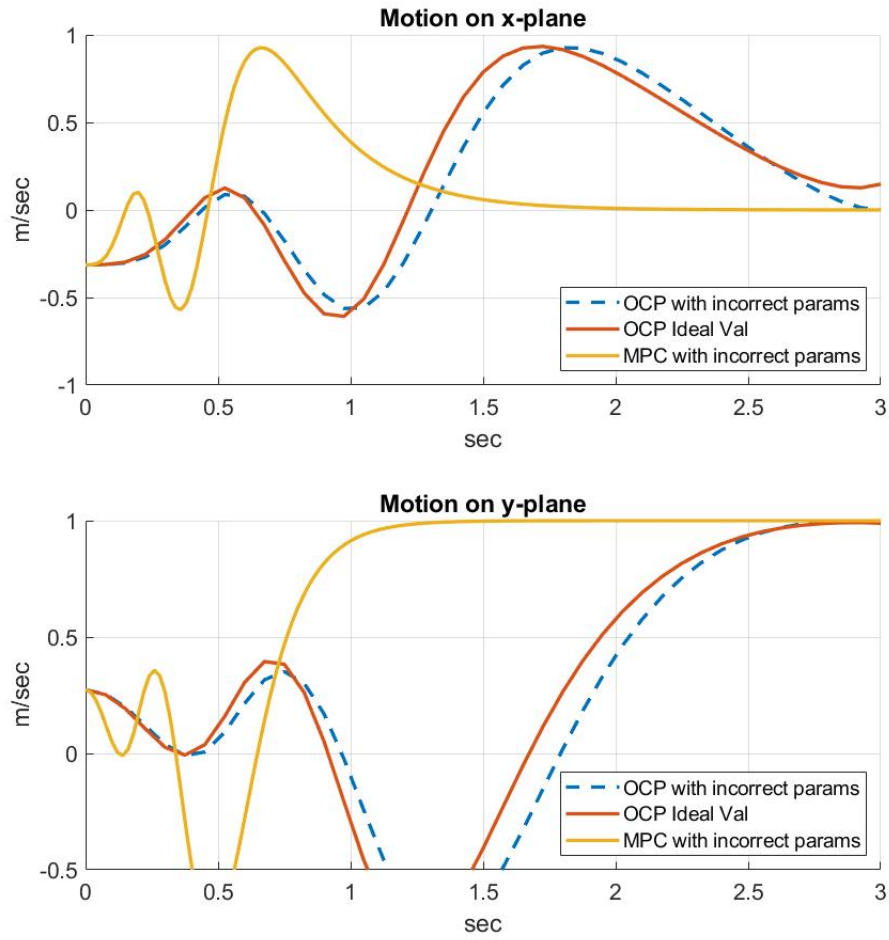 Motion on x-plane
1
0.5
0
-0.5
-1
m/sec
OCP with incorrect params
OCP Ideal Val
MPC with incorrect params
0 0.5 1 1.5 2 2.5 3
sec
Motion on y-plane
1
0.5
0
-0.5
m/sec
OCP with incorrect params
OCP Ideal Val
MPC with incorrect params
0 0.5 1 1.5 2 2.5 3
sec